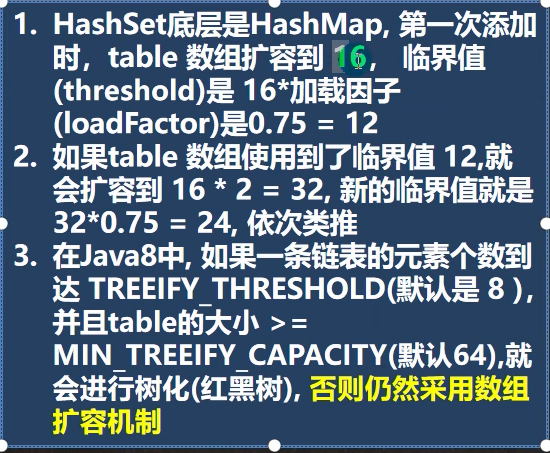 1. HashSet底层是HashMap, 第一次添加
时，table 数组扩容到 16， 临界值
(threshold)是 16*加载因子
(loadFactor)是0.75 = 12
2. 如果table 数组使用到了临界值 12,就
会扩容到 16 * 2 = 32, 新的临界值就是
32*0.75 = 24, 依次类推
3. 在Java8中, 如果一条链表的元素个数到
达 TREEIFY_THRESHOLD(默认是 8 ),
并且table的大小 >=
MIN_TREEIFY_CAPACITY(默认64),就
会进行树化(红黑树), 否则仍然采用数组
扩容机制